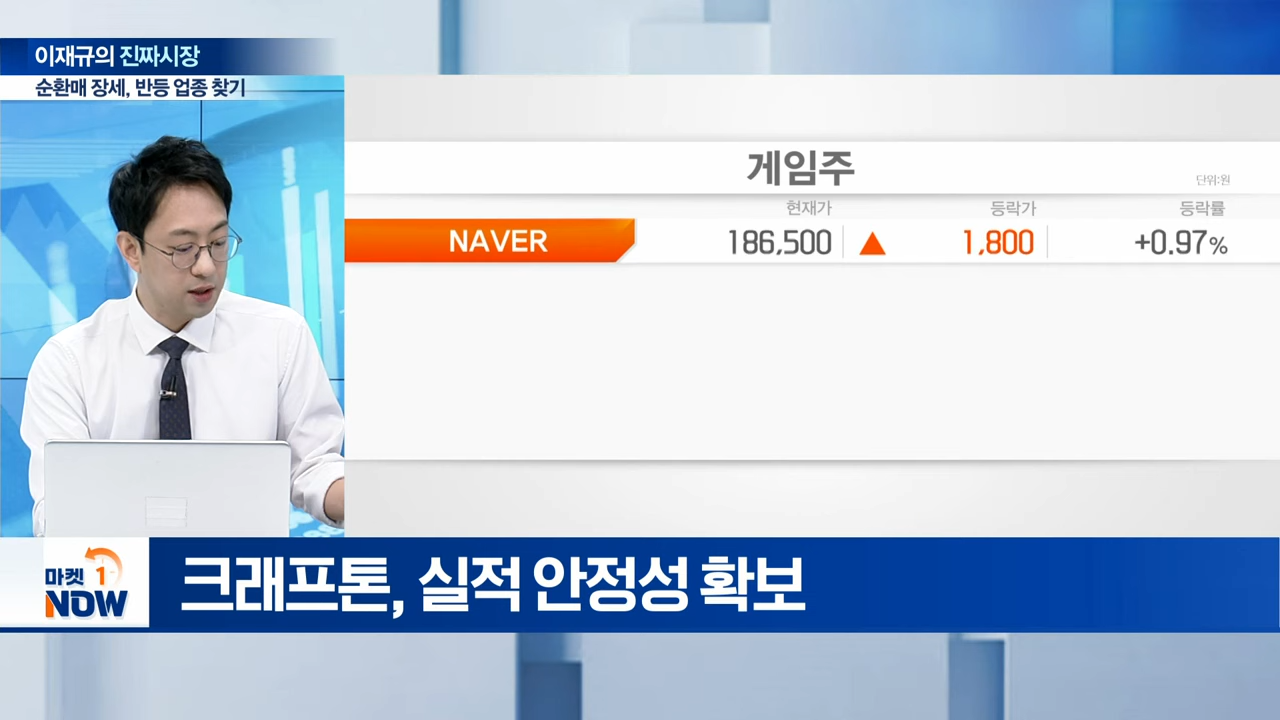 이재규의 진짜시장
순환매 장세, 반등 업종 찾기
게임주
단위:원
현재가 등락가 등락률
NAVER 186,500 ▲ 1,800 +0.97%
마켓 1
NOW
크래프톤, 실적 안정성 확보